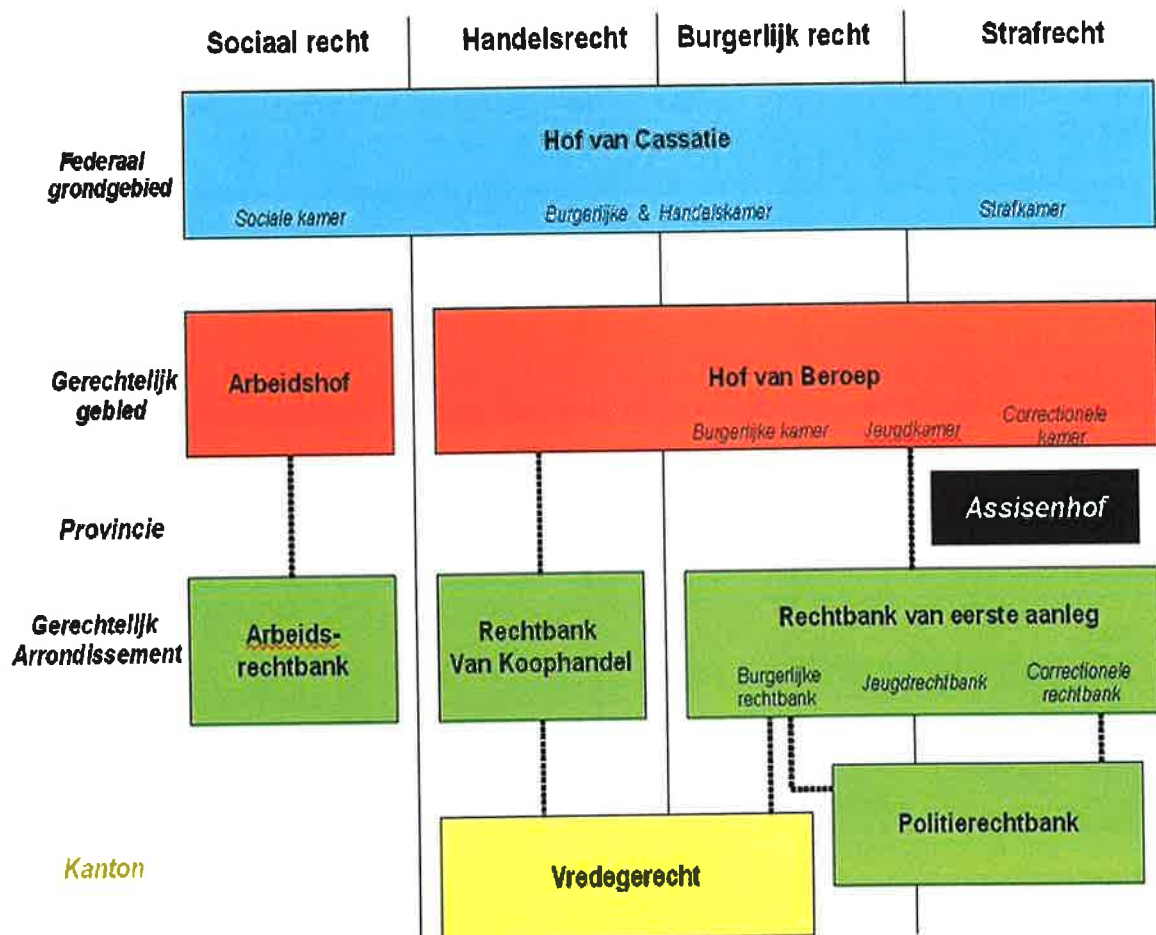 Sociaal recht
Handelsrecht
Burgerlijk recht
Strafrecht
Federaal
grondgebied
Hof van Cassatie
Sociale kamer
Burgerlijke & Handelskamer
Strafkamer
Gerechtelijk
gebied
Arbeidshof
Hof van Beroep
Burgerlijke kamer
Jeugdkamer
Correctionele
kamer
Provincie
Assisenhof
Gerechtelijk
Arrondissement
Arbeids-
rechtbank
Rechtbank
Van Koophandel
Rechtbank van eerste aanleg
Burgerlijke
rechtbank
Jeugdrechtbank
Correctionele
rechtbank
Politierechtbank
Kanton
Vredegerecht